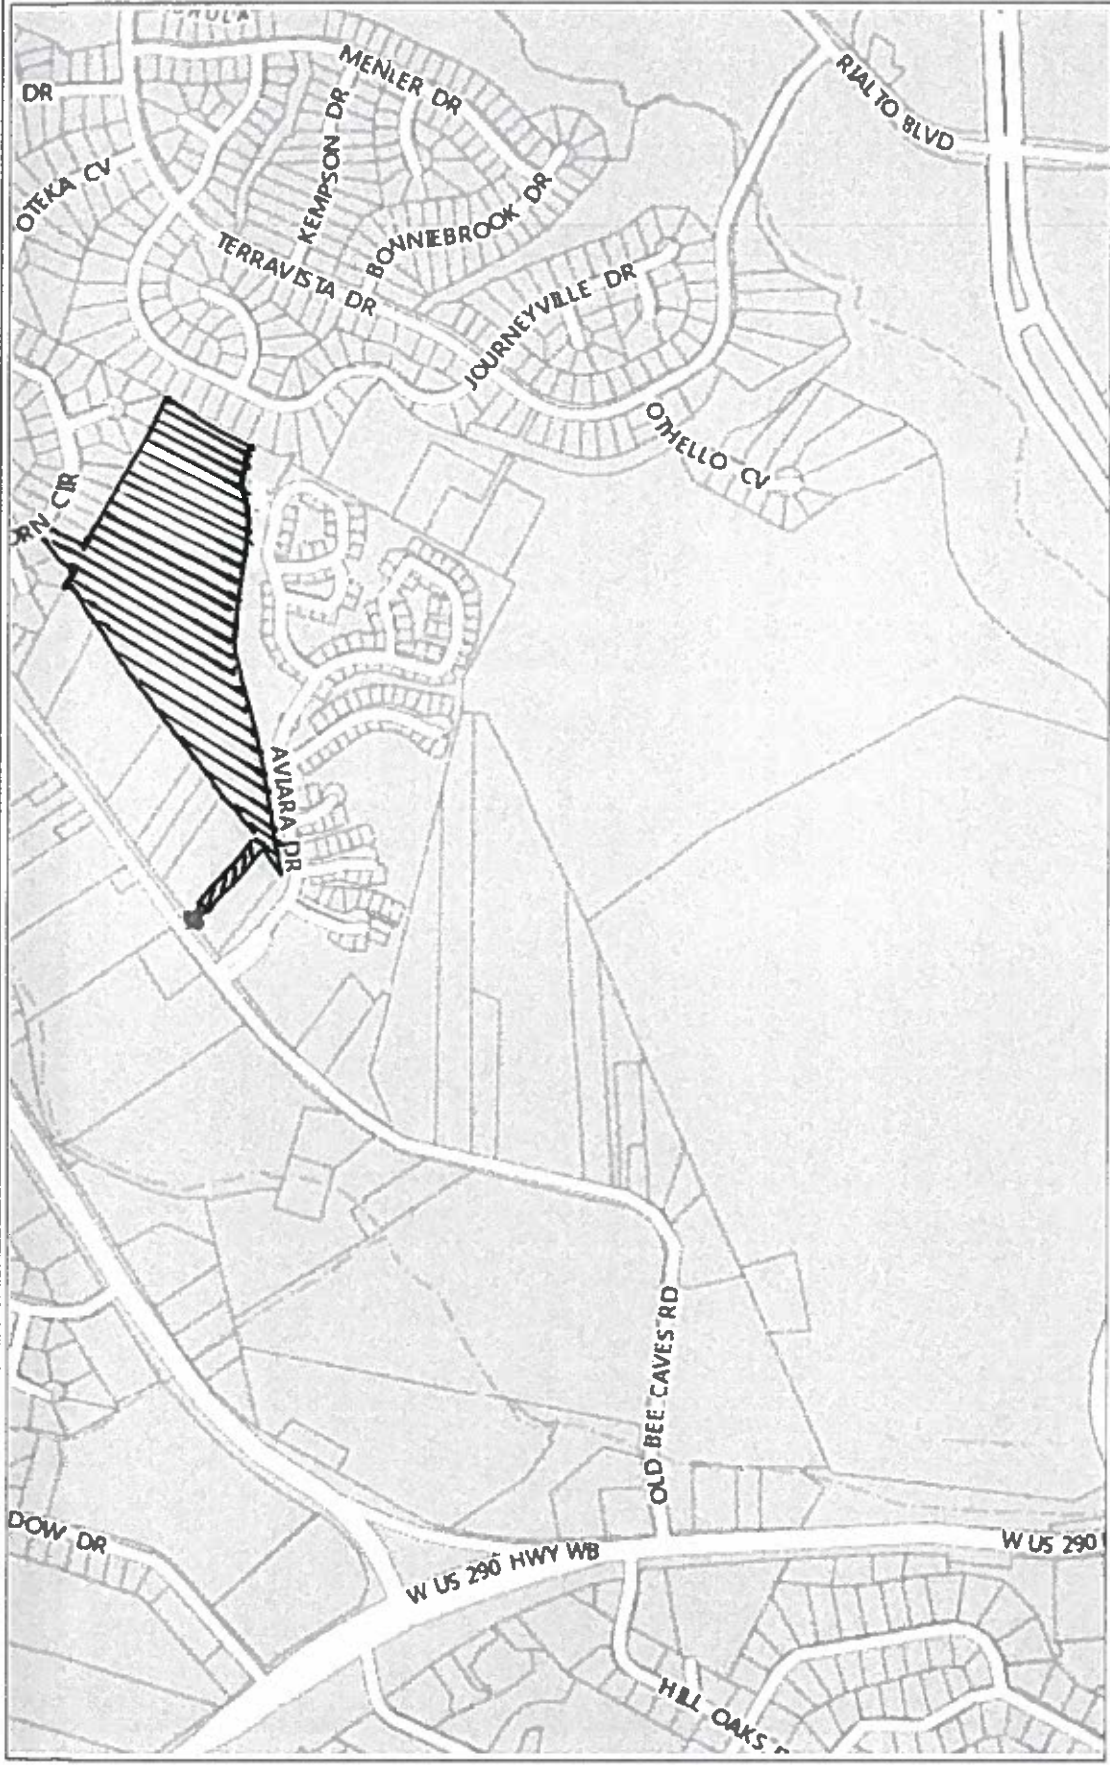 MENLER DR
RIALTO BLVD
DR
KEMPSON DR
OTEKA CV
BONNIEBROOK DR
TERRAVISTA DR
JOURNEYVILLE DR
OTHELLO CV
ORN CIR
AVIARA DR
OLD BEE CAVES RD
DOW DR
W US 290 HWY WB
W US 290
HILL OAKS